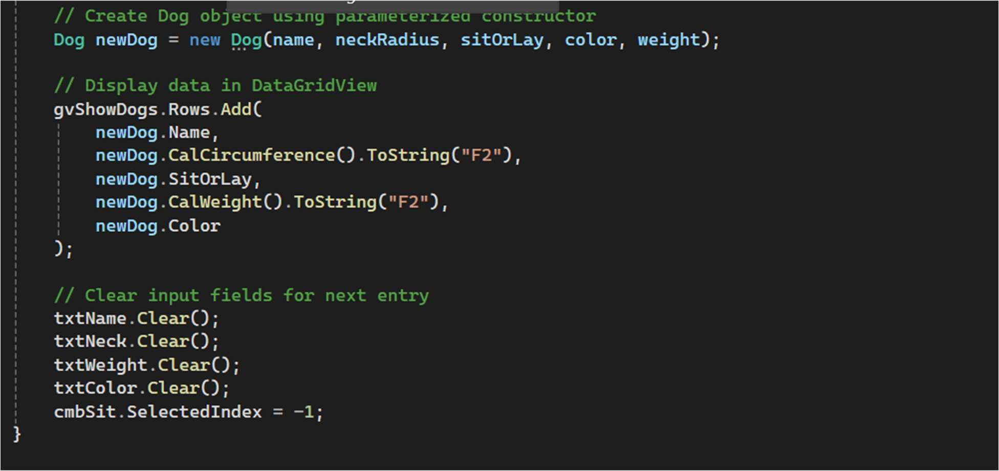 // Create Dog object using parameterized constructor
Dog newDog = new Dog(name, neckRadius, sitOrLay, color, weight);
// Display data in DataGridView
gvShowDogs.Rows.Add(
newDog.Name,
newDog.CalCircumference().ToString("F2"),
newDog.SitOrLay,
newDog.CalWeight().ToString("F2"),
newDog.Color
);
// Clear input fields for next entry
txtName.Clear();
txtNeck.Clear();
txtWeight.Clear();
txtColor.Clear();
cmbSit.SelectedIndex = -1;
}